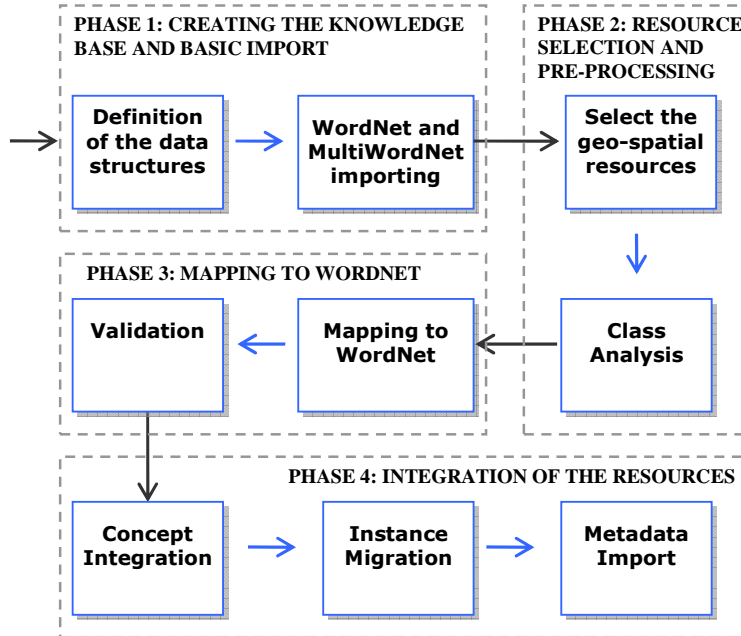 PHASE 1: CREATING THE KNOWLEDGE
BASE AND BASIC IMPORT
Definition
of the data
structures
WordNet and
MultiWordNet
importing
PHASE 2: RESOURCE
SELECTION AND
PRE-PROCESSING
Select the
geo-spatial
resources
Class
Analysis
PHASE 3: MAPPING TO WORDNET
Mapping to
WordNet
Validation
PHASE 4: INTEGRATION OF THE RESOURCES
Concept
Integration
Instance
Migration
Metadata
Import